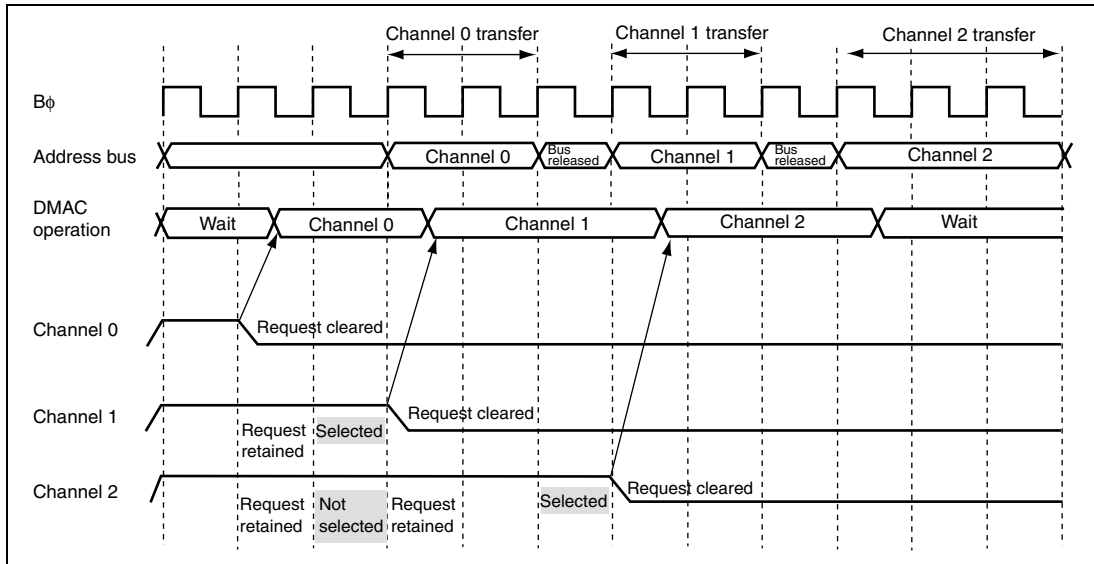 Channel 0 transfer
Channel 1 transfer
Channel 2 transfer
Bφ
Address bus
Channel 0
Bus
released
Channel 1
Bus
released
Channel 2
DMAC
operation
Wait
Channel 0
Channel 1
Channel 2
Wait
Channel 0
Request cleared
Channel 1
Request cleared
Request
retained
Selected
Channel 2
Request cleared
Request
retained
Not
selected
Request
retained
Selected